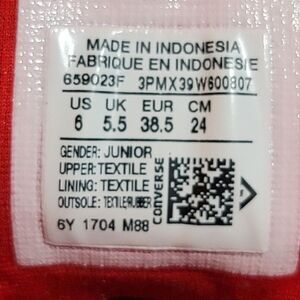 MADE IN INDONESIA
FABRIQUE EN INDONESIE
659023F 3PMX39W600807
US UK EUR CM
6 5.5 38.5 24
GENDER: JUNIOR
UPPER: TEXTILE
LINING: TEXTILE
OUTSOLE: TEXTILE/RUBBER
CONVERSE
6Y 1704 M88